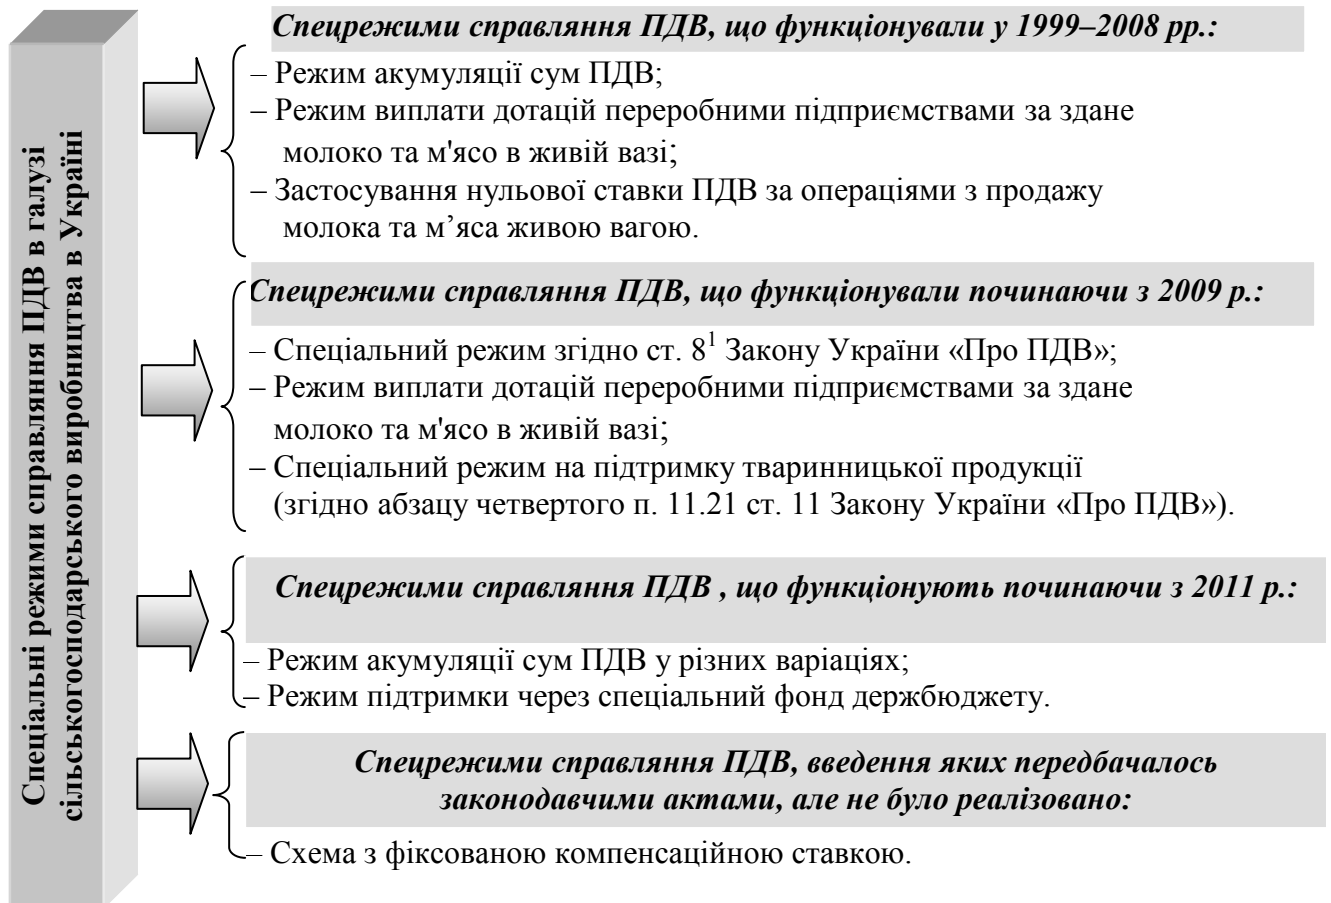 Спеціальні режими справляння ПДВ в галузі
сільськогосподарського виробництва в Україні
Спецрежими справляння ПДВ, що функціонували у 1999–2008 рр.:
– Режим акумуляції сум ПДВ;
– Режим виплати дотацій переробними підприємствами за здане
молоко та м'ясо в живій вазі;
– Застосування нульової ставки ПДВ за операціями з продажу
молока та м’яса живою вагою.
Спецрежими справляння ПДВ, що функціонували починаючи з 2009 р.:
– Спеціальний режим згідно ст. 8¹ Закону України «Про ПДВ»;
– Режим виплати дотацій переробними підприємствами за здане
молоко та м'ясо в живій вазі;
– Спеціальний режим на підтримку тваринницької продукції
(згідно абзацу четвертого п. 11.21 ст. 11 Закону України «Про ПДВ»).
Спецрежими справляння ПДВ , що функціонують починаючи з 2011 р.:
– Режим акумуляції сум ПДВ у різних варіаціях;
– Режим підтримки через спеціальний фонд держбюджету.
Спецрежими справляння ПДВ, введення яких передбачалось
законодавчими актами, але не було реалізовано:
– Схема з фіксованою компенсаційною ставкою.